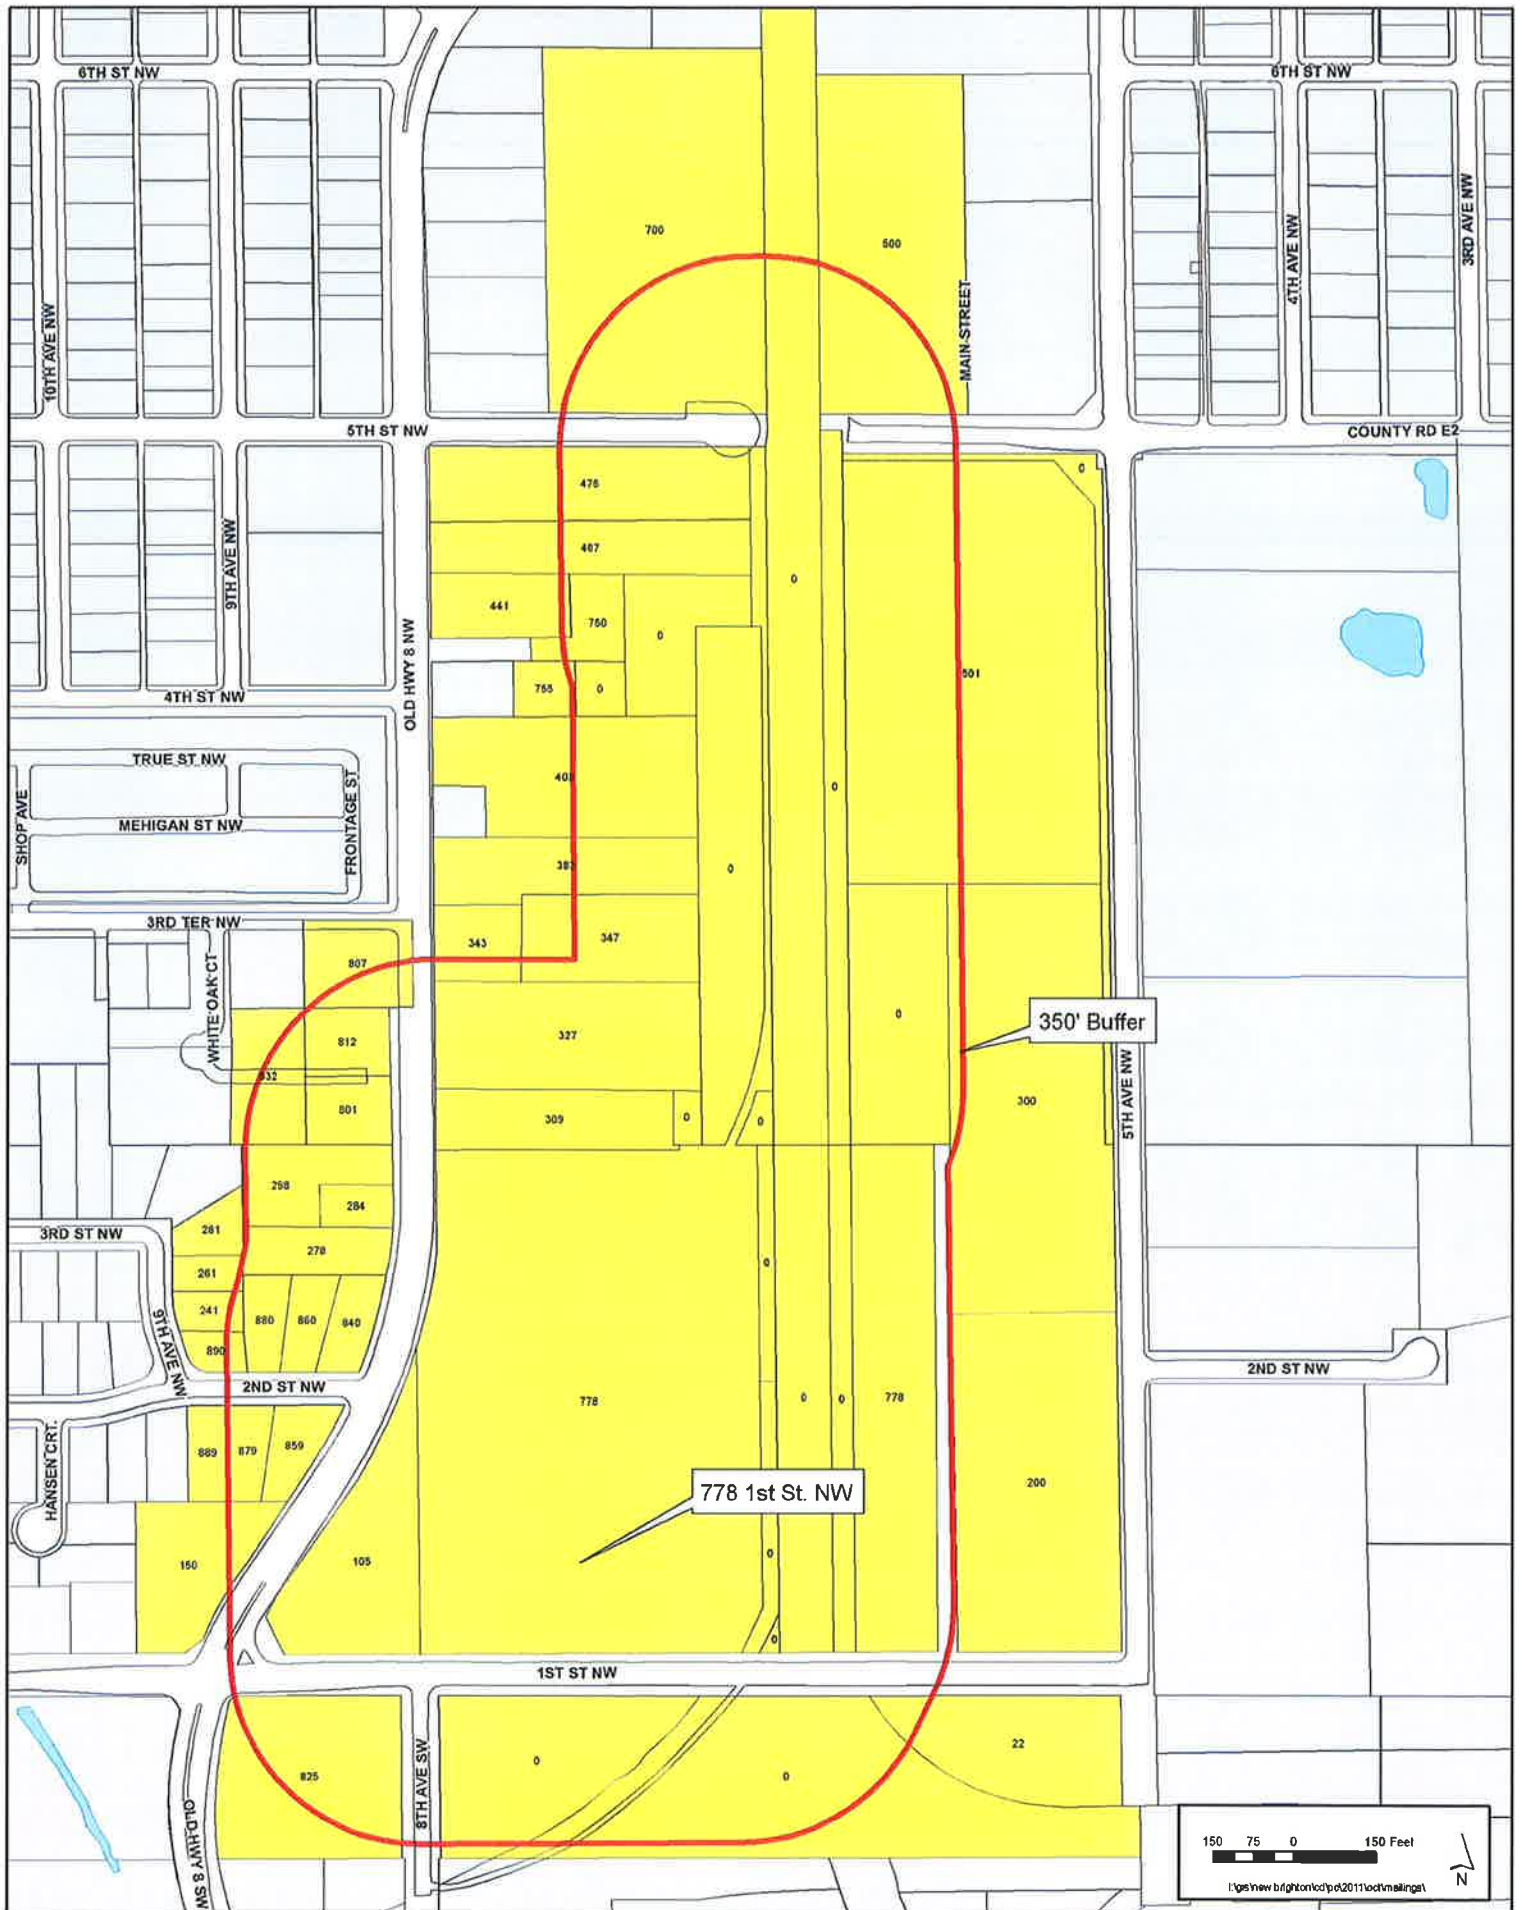 6TH ST NW
6TH ST NW
700
500
10TH AVE NW
MAIN STREET
4TH AVE NW
3RD AVE NW
5TH ST NW
COUNTY RD E2
476
0
467
0
9TH AVE NW
441
750
0
OLD HWY 8 NW
501
755
0
4TH ST NW
TRUE ST NW
403
0
SHOP AVE
MEHIGAN ST NW
FRONTAGE ST
383
0
3RD TER NW
343
347
WHITE OAK CT
807
0
350' Buffer
812
327
832
801
309
0
0
300
5TH AVE NW
298
284
281
3RD ST NW
278
0
261
241
880
860
840
890
9TH AVE NW
2ND ST NW
2ND ST NW
778
0
0
778
HANSEN CRT.
889
879
859
778 1st St. NW
200
150
105
0
0
1ST ST NW
22
825
8TH AVE SW
0
0
OLD HWY 8 SW
150 75 0 150 Feet
N